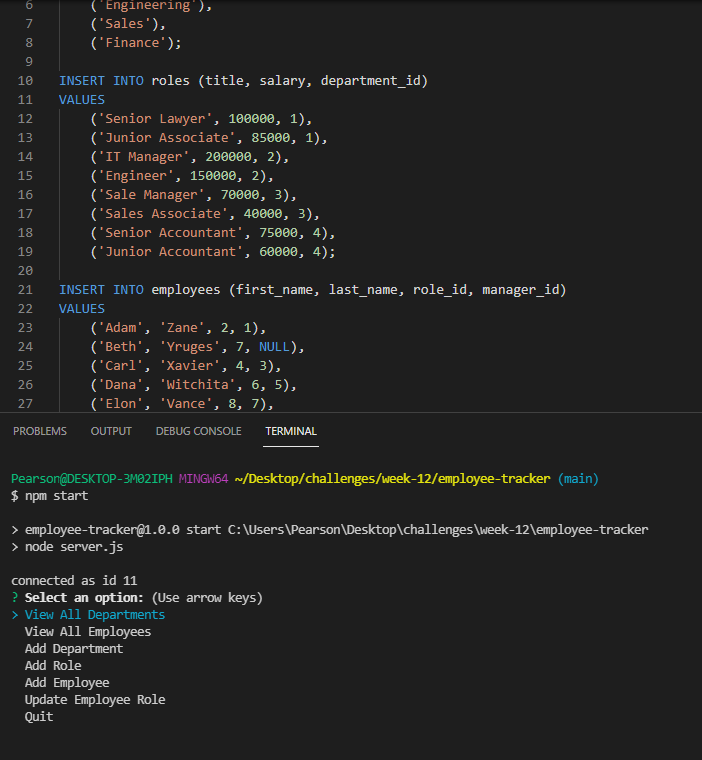 6     ('Engineering'),
7     ('Sales'),
8     ('Finance');
9
10 INSERT INTO roles (title, salary, department_id)
11 VALUES
12     ('Senior Lawyer', 100000, 1),
13     ('Junior Associate', 85000, 1),
14     ('IT Manager', 200000, 2),
15     ('Engineer', 150000, 2),
16     ('Sale Manager', 70000, 3),
17     ('Sales Associate', 40000, 3),
18     ('Senior Accountant', 75000, 4),
19     ('Junior Accountant', 60000, 4);
20
21 INSERT INTO employees (first_name, last_name, role_id, manager_id)
22 VALUES
23     ('Adam', 'Zane', 2, 1),
24     ('Beth', 'Yruges', 7, NULL),
25     ('Carl', 'Xavier', 4, 3),
26     ('Dana', 'Witchita', 6, 5),
27     ('Elon', 'Vance', 8, 7),
PROBLEMS OUTPUT DEBUG CONSOLE TERMINAL
Pearson@DESKTOP-3M02IPH MINGW64 ~/Desktop/challenges/week-12/employee-tracker (main)
$ npm start
> employee-tracker@1.0.0 start C:\Users\Pearson\Desktop\challenges\week-12\employee-tracker
> node server.js
connected as id 11
? Select an option: (Use arrow keys)
> View All Departments
View All Employees
Add Department
Add Role
Add Employee
Update Employee Role
Quit